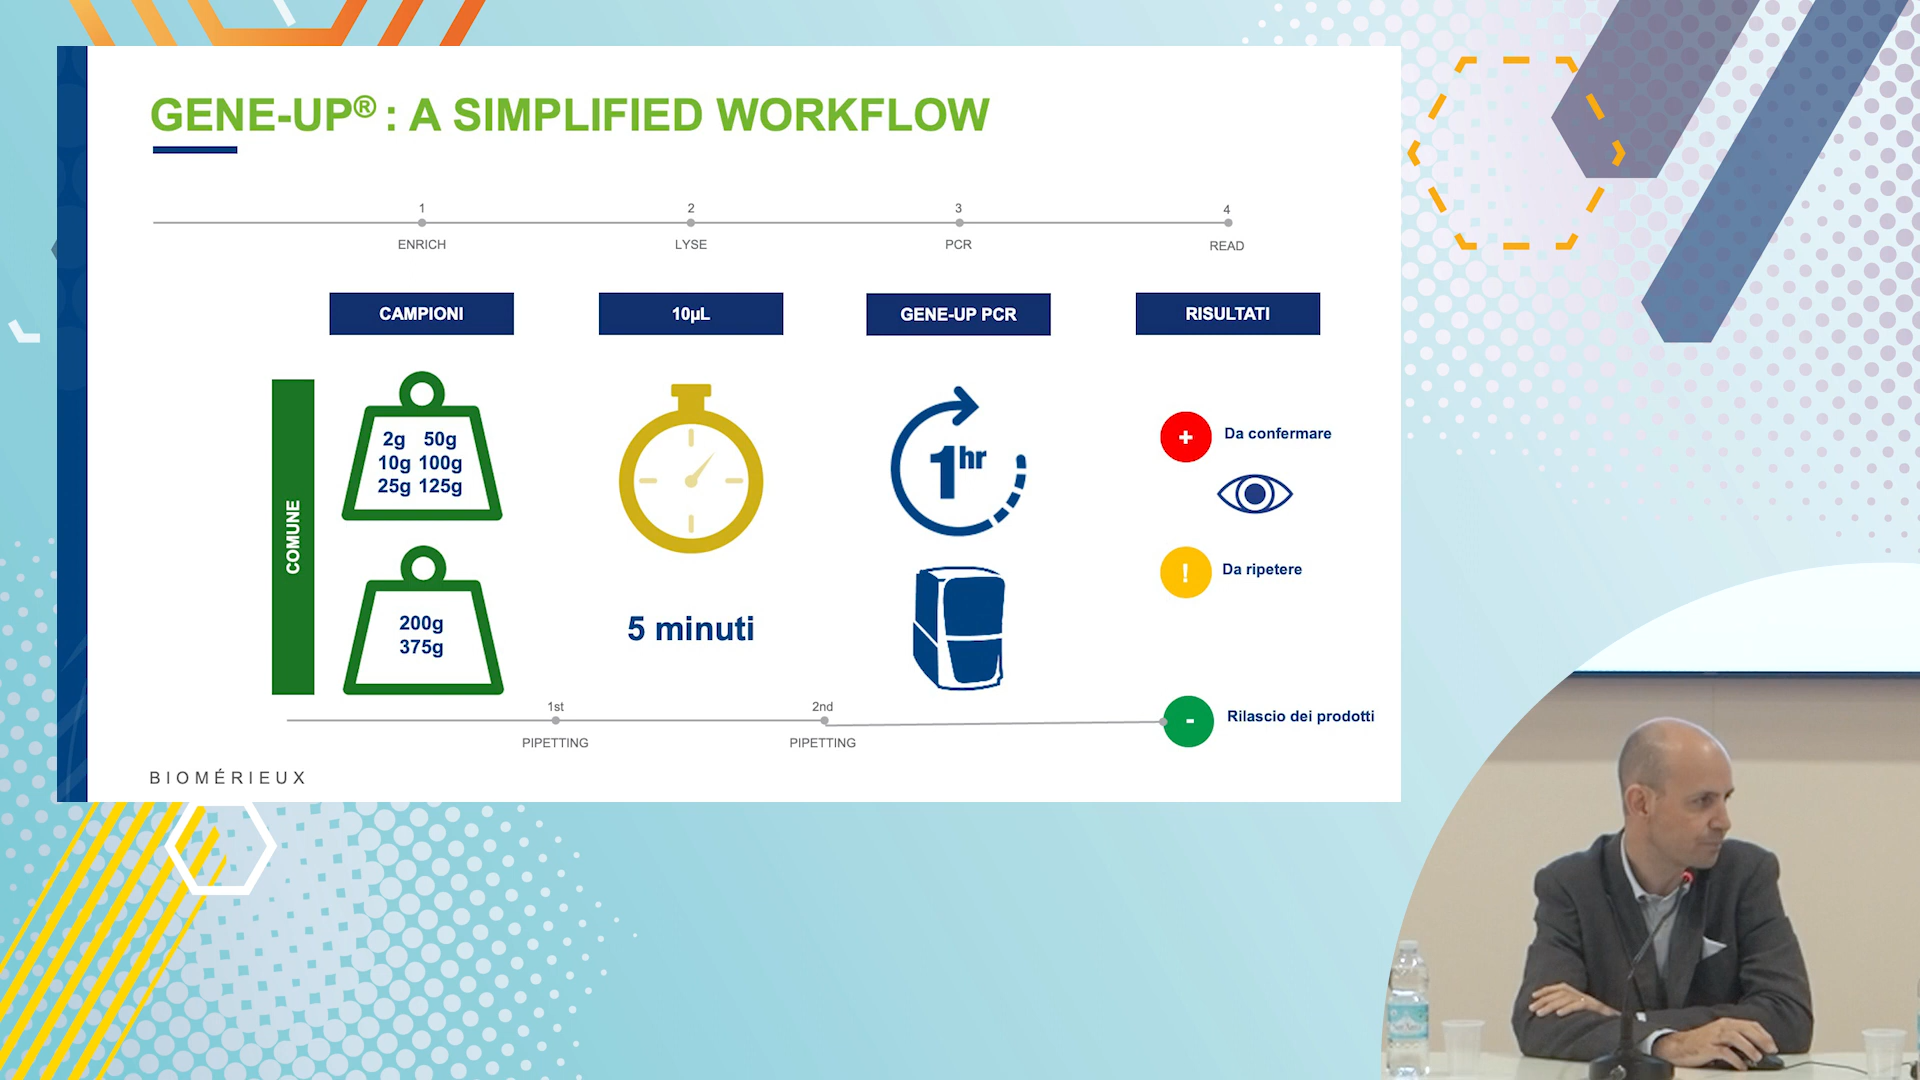 GENE-UP® : A SIMPLIFIED WORKFLOW
1
2
3
4
ENRICH
LYSE
PCR
READ
CAMPIONI
10µL
GENE-UP PCR
RISULTATI
COMUNE
2g 50g
10g 100g
25g 125g
200g
375g
5 minuti
1hr
+
Da confermare
!
Da ripetere
-
Rilascio dei prodotti
1st
2nd
PIPETTING
PIPETTING
BIOMÉRIEUX